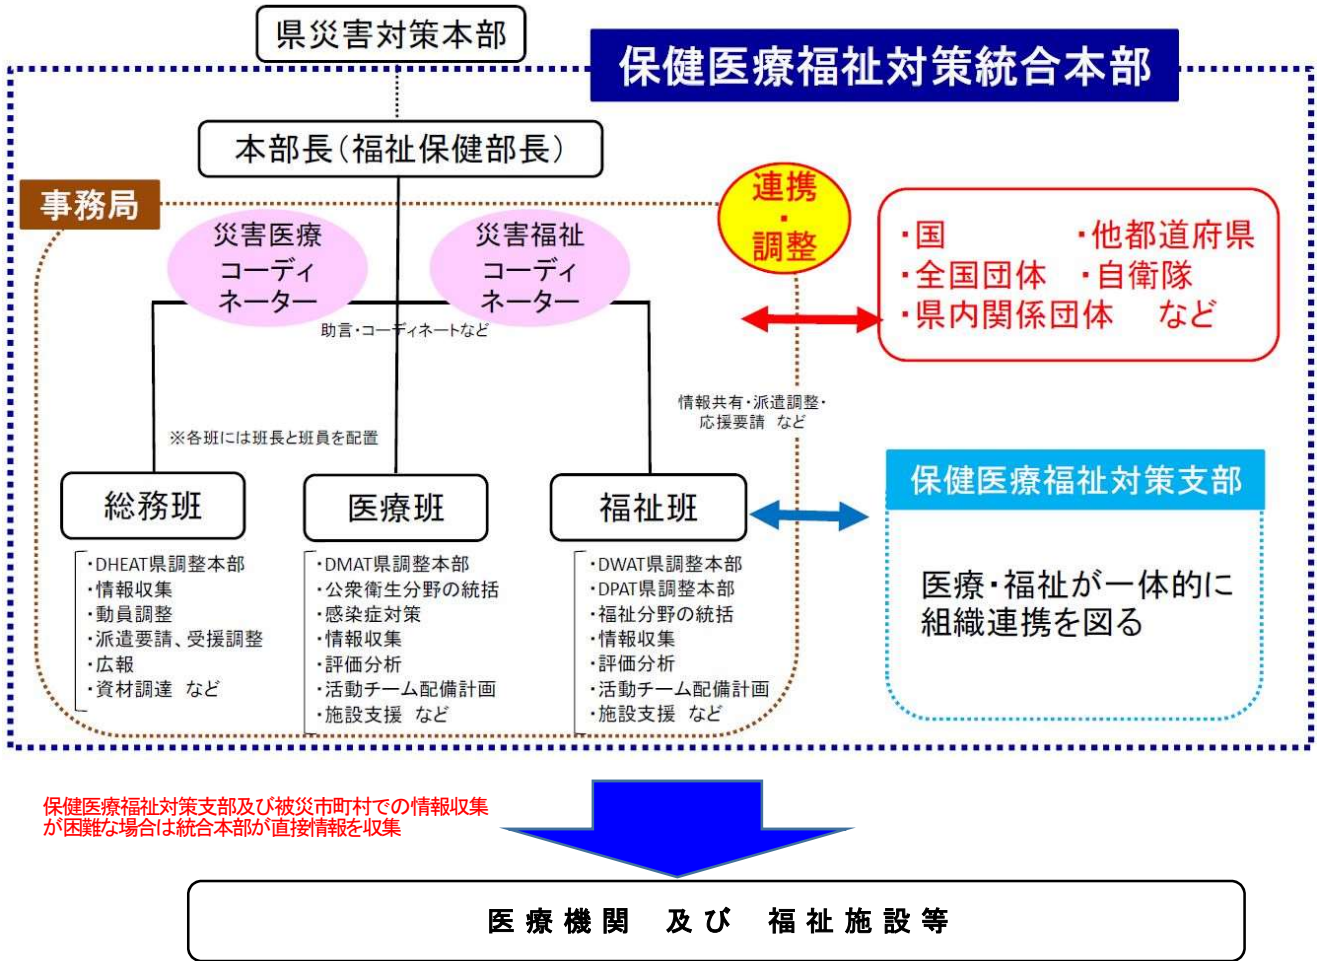 県災害対策本部
保健医療福祉対策統合本部
本部長(福祉保健部長)
事務局
災害医療
コーディ
ネーター
災害福祉
コーディ
ネーター
助言・コーディネートなど
連携
・
調整
・国 ・他都道府県
・全国団体 ・自衛隊
・県内関係団体 など
情報共有・派遣調整・
応援要請 など
※各班には班長と班員を配置
総務班
・DHEAT県調整本部
・情報収集
・動員調整
・派遣要請、受援調整
・広報
・資材調達 など
医療班
・DMAT県調整本部
・公衆衛生分野の統括
・感染症対策
・情報収集
・評価分析
・活動チーム配備計画
・施設支援 など
福祉班
・DWAT県調整本部
・DPAT県調整本部
・福祉分野の統括
・情報収集
・評価分析
・活動チーム配備計画
・施設支援 など
保健医療福祉対策支部
医療・福祉が一体的に
組織連携を図る
保健医療福祉対策支部及び被災市町村での情報収集
が困難な場合は統合本部が直接情報を収集
医療機関 及び 福祉施設等